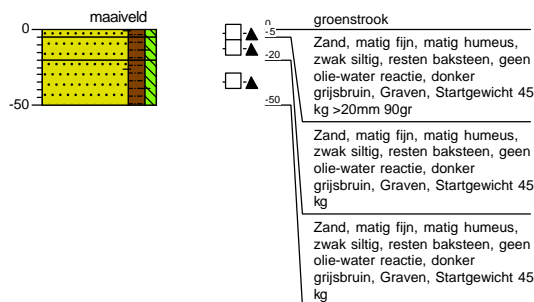 maaiveld
0
-50
0
-5
-20
-50
groenstrook
Zand, matig fijn, matig humeus,
zwak siltig, resten baksteen, geen
olie-water reactie, donker
grijsbruin, Graven, Startgewicht 45
kg >20mm 90gr
Zand, matig fijn, matig humeus,
zwak siltig, resten baksteen, geen
olie-water reactie, donker
grijsbruin, Graven, Startgewicht 45
kg
Zand, matig fijn, matig humeus,
zwak siltig, resten baksteen, geen
olie-water reactie, donker
grijsbruin, Graven, Startgewicht 45
kg